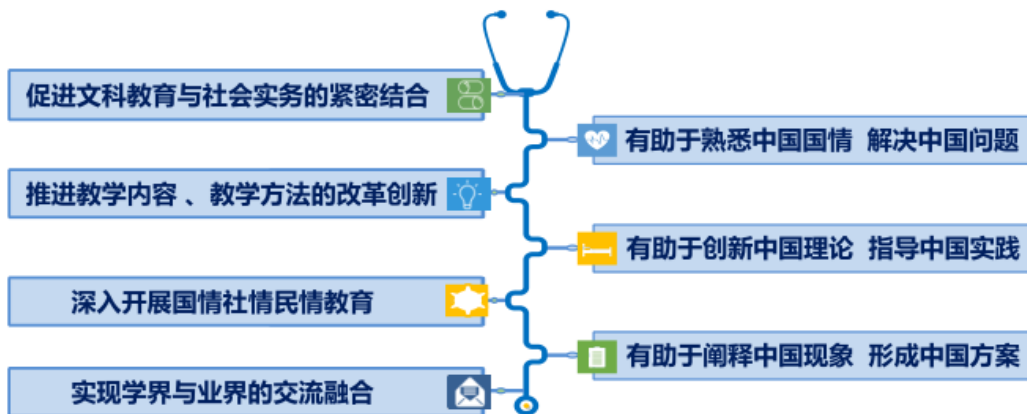 促进文科教育与社会实务的紧密结合
有助于熟悉中国国情 解决中国问题
推进教学内容 、教学方法的改革创新
有助于创新中国理论 指导中国实践
深入开展国情社情民情教育
有助于阐释中国现象 形成中国方案
实现学界与业界的交流融合